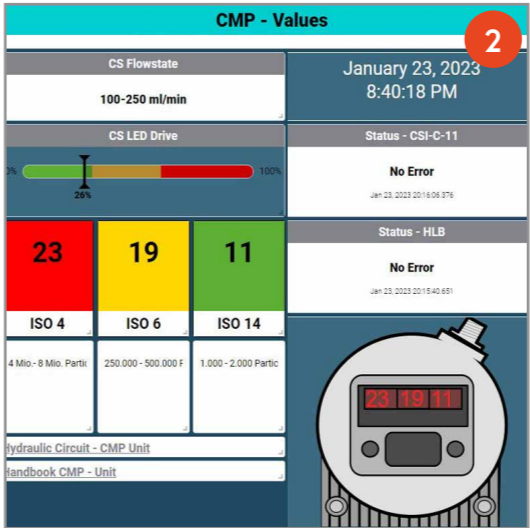 CMP - Values
2
CS Flowstate
100-250 ml/min
January 23, 2023
8:40:18 PM
CS LED Drive
0%
100%
26%
Status - CSI-C-11
No Error
Jan 23, 2023 20:16:06.376
Status - HLB
No Error
Jan 23, 2023 20:15:40.651
23
19
11
ISO 4
ISO 6
ISO 14
4 Mio.- 8 Mio. Partic
250.000 - 500.000 F
1.000 - 2.000 Partic
Hydraulic Circuit - CMP Unit
Handbook CMP - Unit
23 19 11